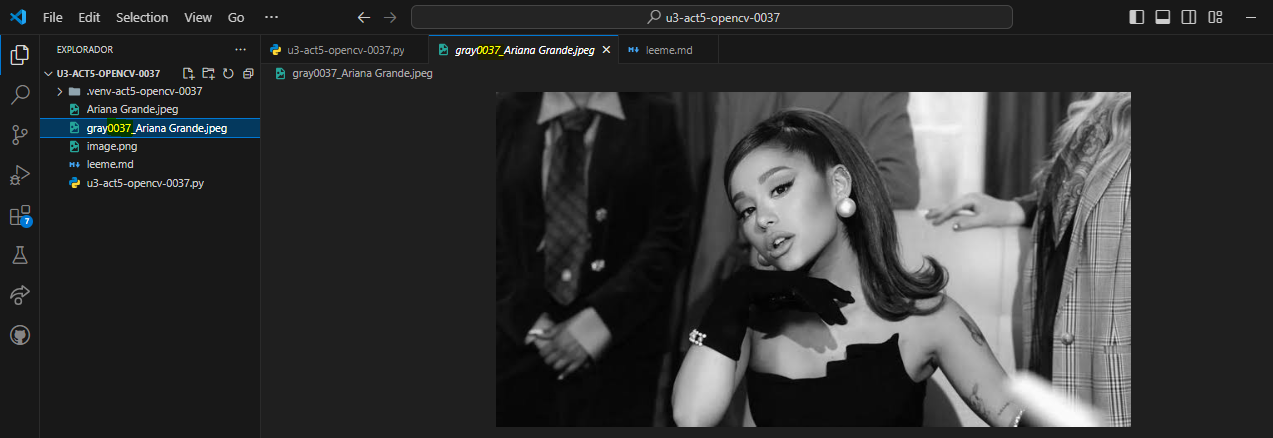 File Edit Selection View Go ··· u3-act5-opencv-0037
EXPLORADOR ···
U3-ACT5-OPENCV-0037
.venv-act5-opencv-0037
Ariana Grande.jpeg
gray0037_Ariana Grande.jpeg
image.png
leeme.md
u3-act5-opencv-0037.py
7
u3-act5-opencv-0037.py gray0037_Ariana Grande.jpeg leeme.md
gray0037_Ariana Grande.jpeg